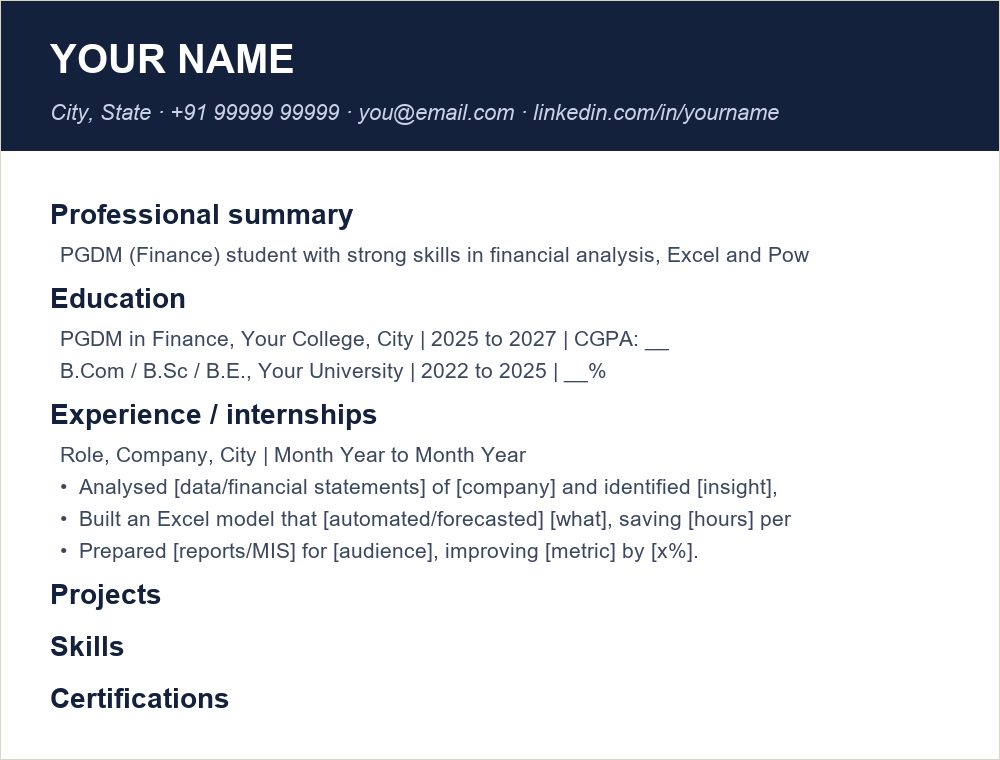 YOUR NAME
City, State · +91 99999 99999 · you@email.com · linkedin.com/in/yourname
Professional summary
PGDM (Finance) student with strong skills in financial analysis, Excel and Pow
Education
PGDM in Finance, Your College, City | 2025 to 2027 | CGPA: __
B.Com / B.Sc / B.E., Your University | 2022 to 2025 | __%
Experience / internships
Role, Company, City | Month Year to Month Year
• Analysed [data/financial statements] of [company] and identified [insight],
• Built an Excel model that [automated/forecasted] [what], saving [hours] per
• Prepared [reports/MIS] for [audience], improving [metric] by [x%].
Projects
Skills
Certifications